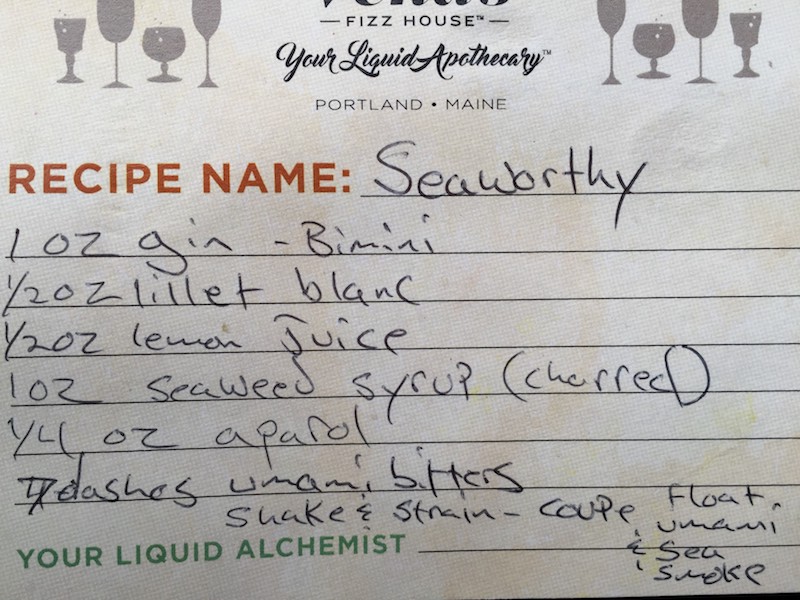 FIZZ HOUSE™
Your Liquid Apothecary™
PORTLAND • MAINE
RECIPE NAME: Seaworthy
1 oz gin - Bimini
1/2 oz lillet blanc
1/2 oz lemon juice
1 oz seaweed syrup (charred)
1/4 oz aparol
dashes umami bitters
shake & strain - coupe, float
umami
& sea
smoke
YOUR LIQUID ALCHEMIST